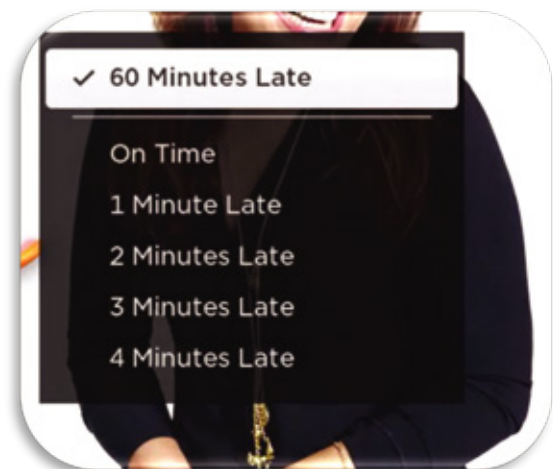 60 Minutes Late
On Time
1 Minute Late
2 Minutes Late
3 Minutes Late
4 Minutes Late